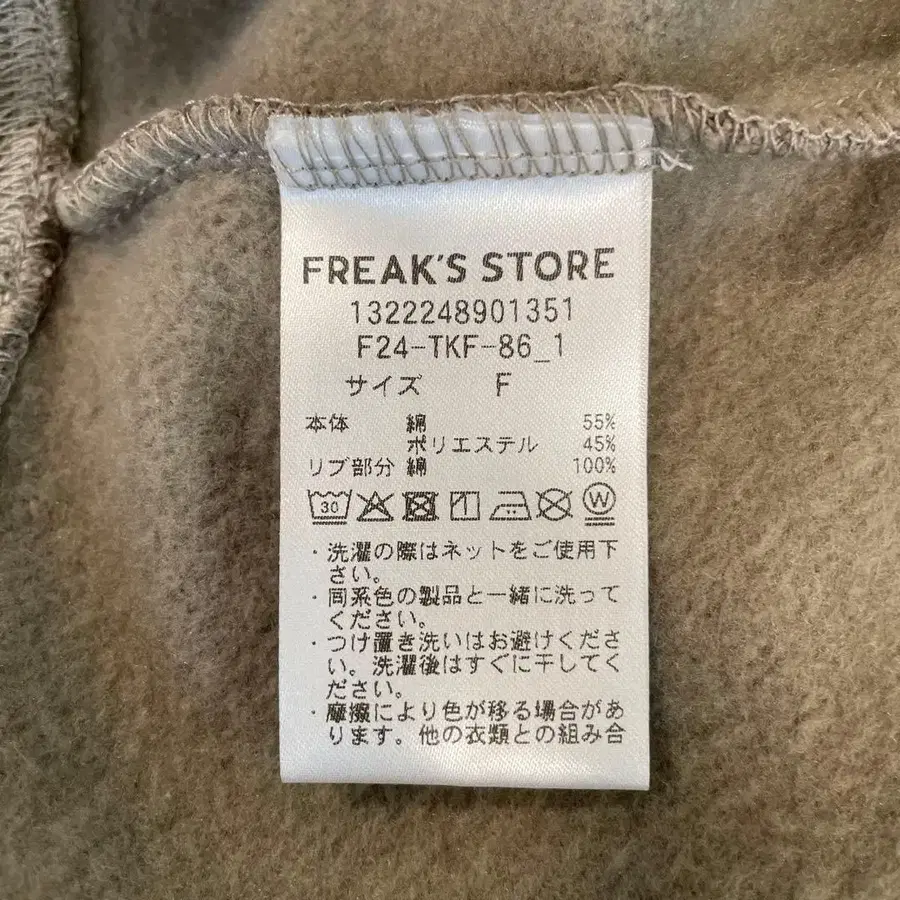 FREAK'S STORE
1322248901351
F24-TKF-86_1
サイズ F
本体 綿 55%
ポリエステル 45%
リブ部分 綿 100%
30 W
・洗濯の際はネットをご使用下
さい。
・同系色の製品と一緒に洗って
ください。
・つけ置き洗いはお避けくださ
い。洗濯後はすぐに干してく
ださい。
・摩擦により色が移る場合があ
ります。他の衣類との組み合